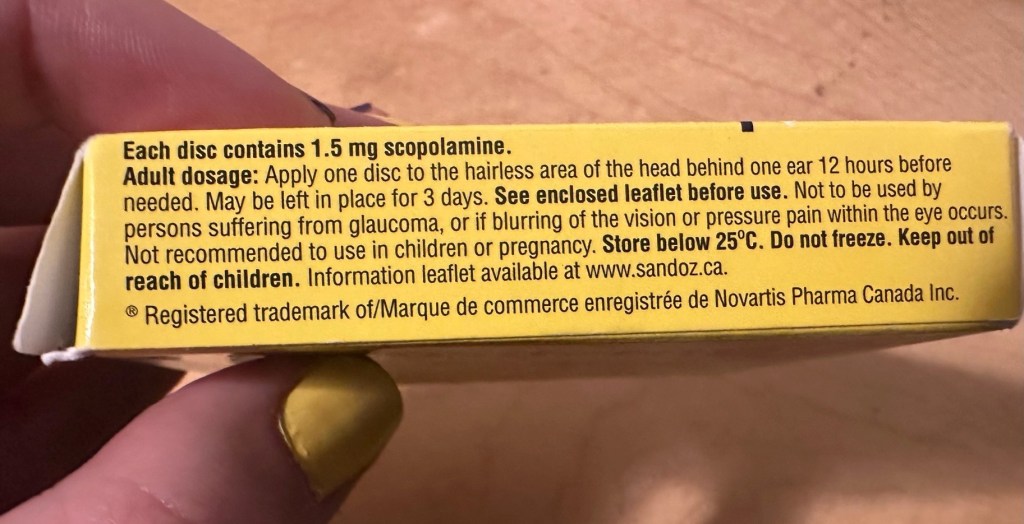 Each disc contains 1.5 mg scopolamine.
Adult dosage: Apply one disc to the hairless area of the head behind one ear 12 hours before
needed. May be left in place for 3 days. See enclosed leaflet before use. Not to be used by
persons suffering from glaucoma, or if blurring of the vision or pressure pain within the eye occurs.
Not recommended to use in children or pregnancy. Store below 25°C. Do not freeze. Keep out of
reach of children. Information leaflet available at www.sandoz.ca.
® Registered trademark of/Marque de commerce enregistrée de Novartis Pharma Canada Inc.